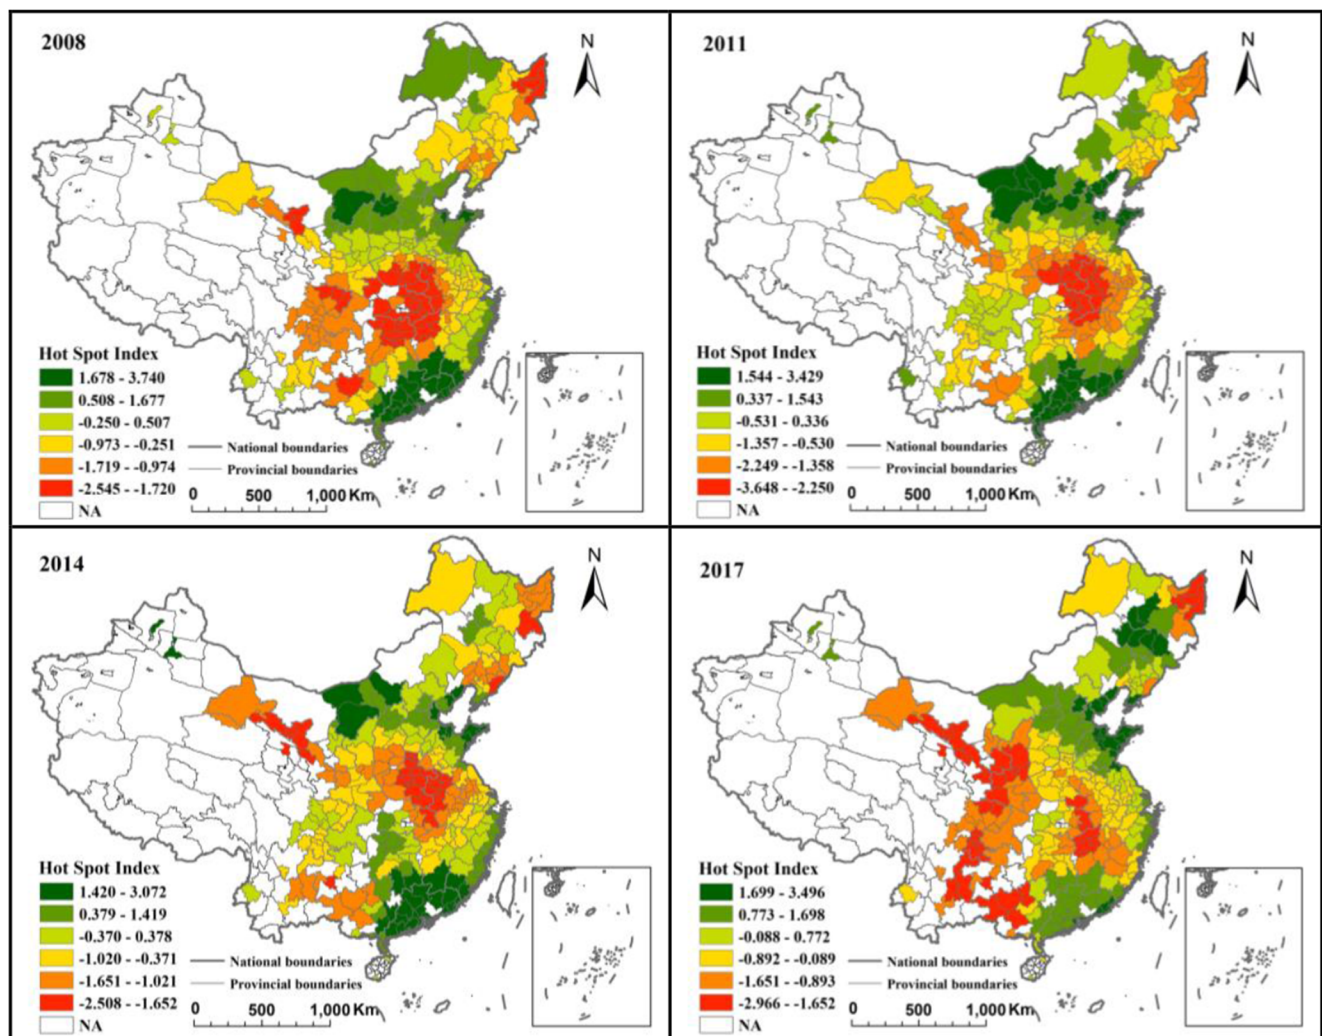 2008
N
Hot Spot Index
1.678 - 3.740
0.508 - 1.677
-0.250 - 0.507
-0.973 - -0.251
-1.719 - -0.974
-2.545 - -1.720
NA
National boundaries
Provincial boundaries
0 500 1,000 Km
2011
N
Hot Spot Index
1.544 - 3.429
0.337 - 1.543
-0.531 - 0.336
-1.357 - -0.530
-2.249 - -1.358
-3.648 - -2.250
NA
National boundaries
Provincial boundaries
0 500 1,000 Km
2014
N
Hot Spot Index
1.420 - 3.072
0.379 - 1.419
-0.370 - 0.378
-1.020 - -0.371
-1.651 - -1.021
-2.508 - -1.652
NA
National boundaries
Provincial boundaries
0 500 1,000 Km
2017
N
Hot Spot Index
1.699 - 3.496
0.773 - 1.698
-0.088 - 0.772
-0.892 - -0.089
-1.651 - -0.893
-2.966 - -1.652
NA
National boundaries
Provincial boundaries
0 500 1,000 Km